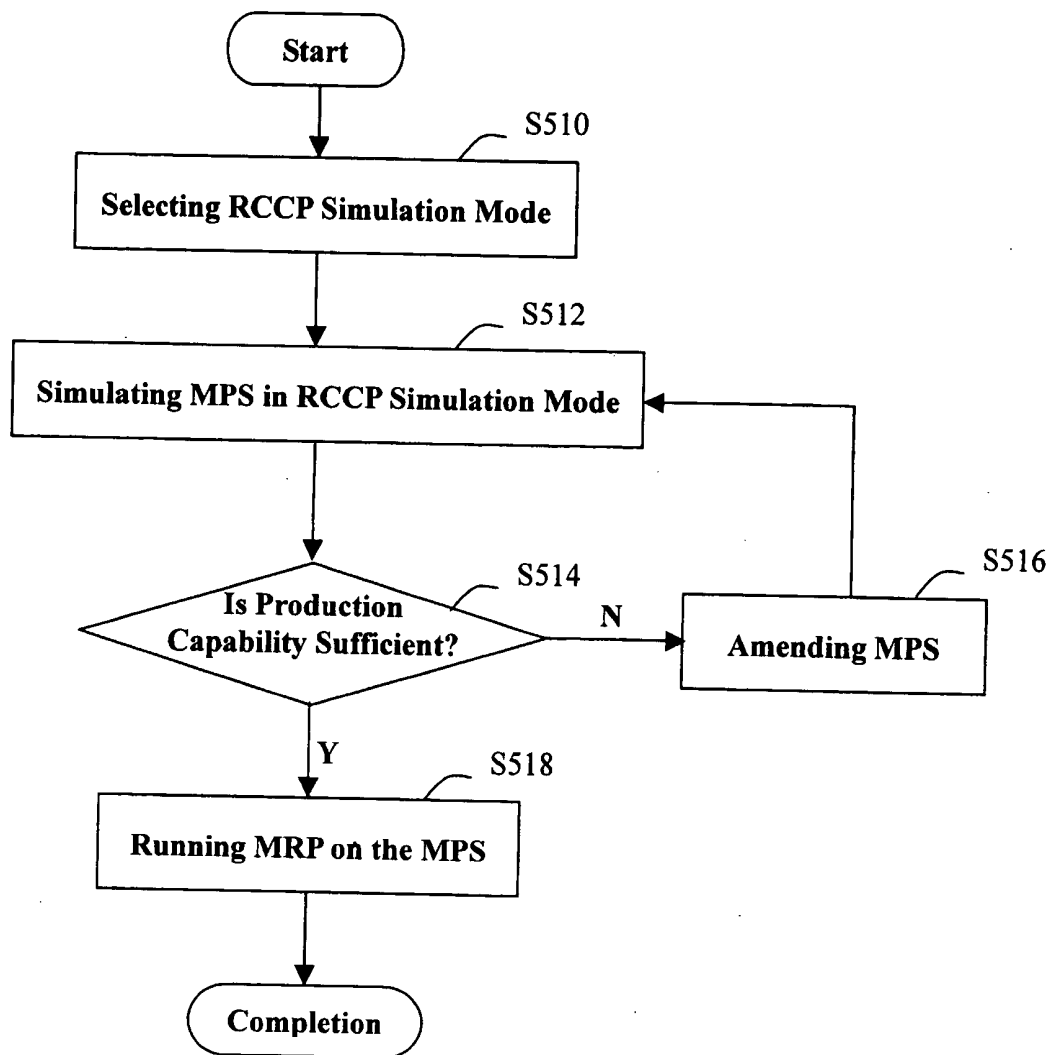 Start
S510
Selecting RCCP Simulation Mode
S512
Simulating MPS in RCCP Simulation Mode
S514
Is Production
Capability Sufficient?
N
S516
Amending MPS
Y
S518
Running MRP on the MPS
Completion